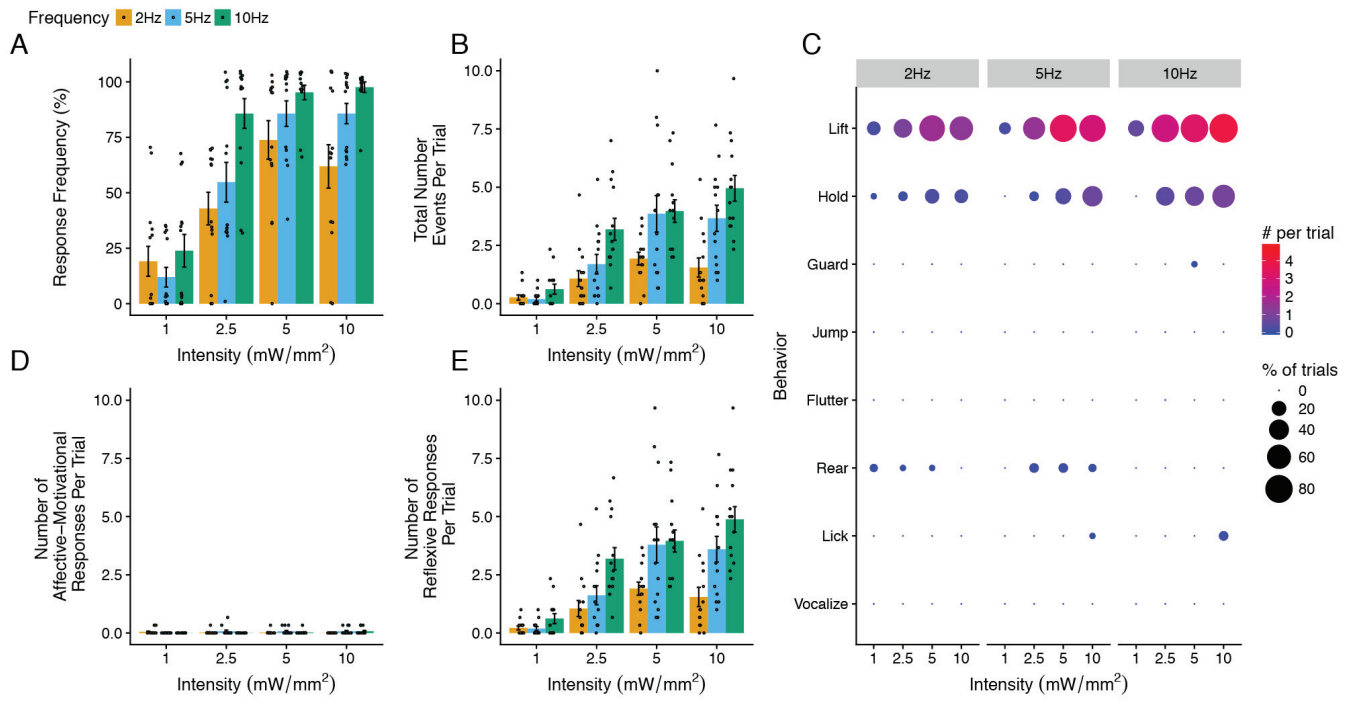 Frequency 2Hz 5Hz 10Hz
A
Response Frequency (%)
100
75
50
25
0
1 2.5 5 10
Intensity (mW/mm²)
B
Total Number
Events Per Trial
10.0
7.5
5.0
2.5
0.0
1 2.5 5 10
Intensity (mW/mm²)
C
2Hz 5Hz 10Hz
Behavior
Lift
Hold
Guard
Jump
Flutter
Rear
Lick
Vocalize
1 2.5 5 10 1 2.5 5 10 1 2.5 5 10
Intensity (mW/mm²)
# per trial
4
3
2
1
0
% of trials
0
20
40
60
80
D
Number of
Affective−Motivational
Responses Per Trial
10.0
7.5
5.0
2.5
0.0
1 2.5 5 10
Intensity (mW/mm²)
E
Number of
Reflexive Responses
Per Trial
10.0
7.5
5.0
2.5
0.0
1 2.5 5 10
Intensity (mW/mm²)